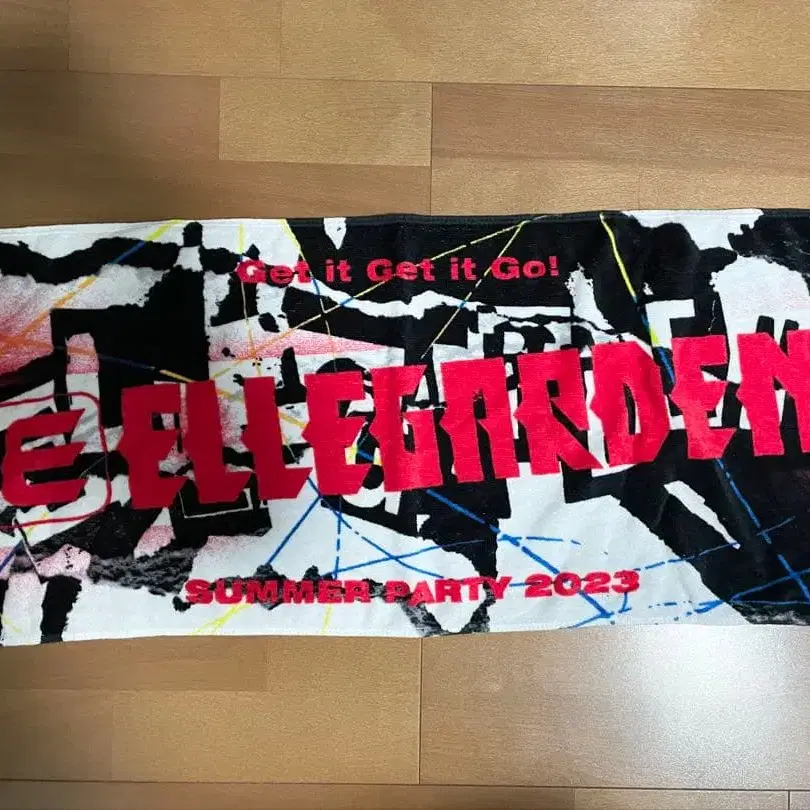 Get it Get it Go!
E ELLEGARDEN
SUMMER PARTY 2023